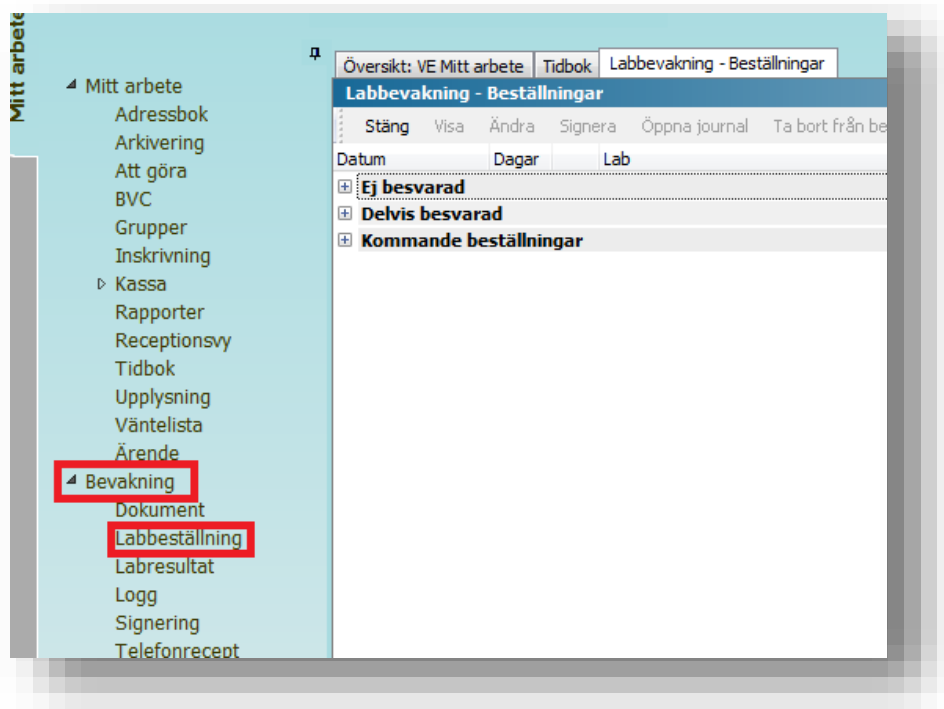 Mitt arbete
Mitt arbete
Adressbok
Arkivering
Att göra
BVC
Grupper
Inskrivning
Kassa
Rapporter
Receptionsvy
Tidbok
Upplysning
Väntelista
Ärende
Bevakning
Dokument
Labbeställning
Labresultat
Logg
Signering
Telefonrecept
Översikt: VE Mitt arbete Tidbok Labbevakning - Beställningar
Labbevakning - Beställningar
Stäng Visa Ändra Signera Öppna journal Ta bort från be
Datum Dagar Lab
Ej besvarad
Delvis besvarad
Kommande beställningar